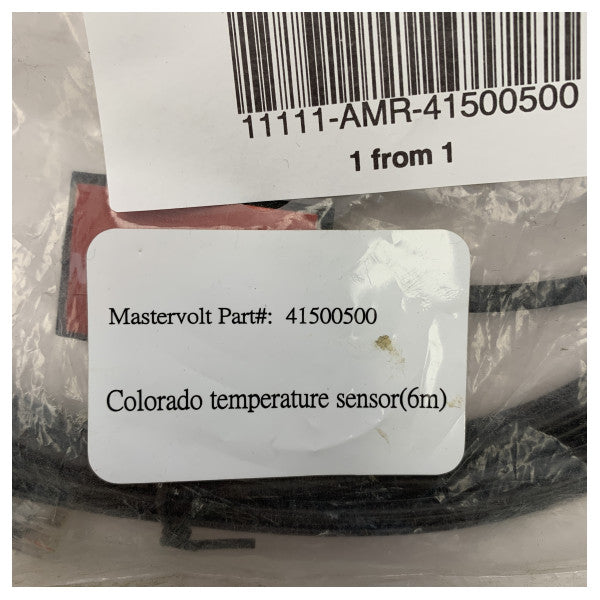 11111-AMR-41500500
1 from 1
Mastervolt Part#: 41500500
Colorado temperature sensor(6m)